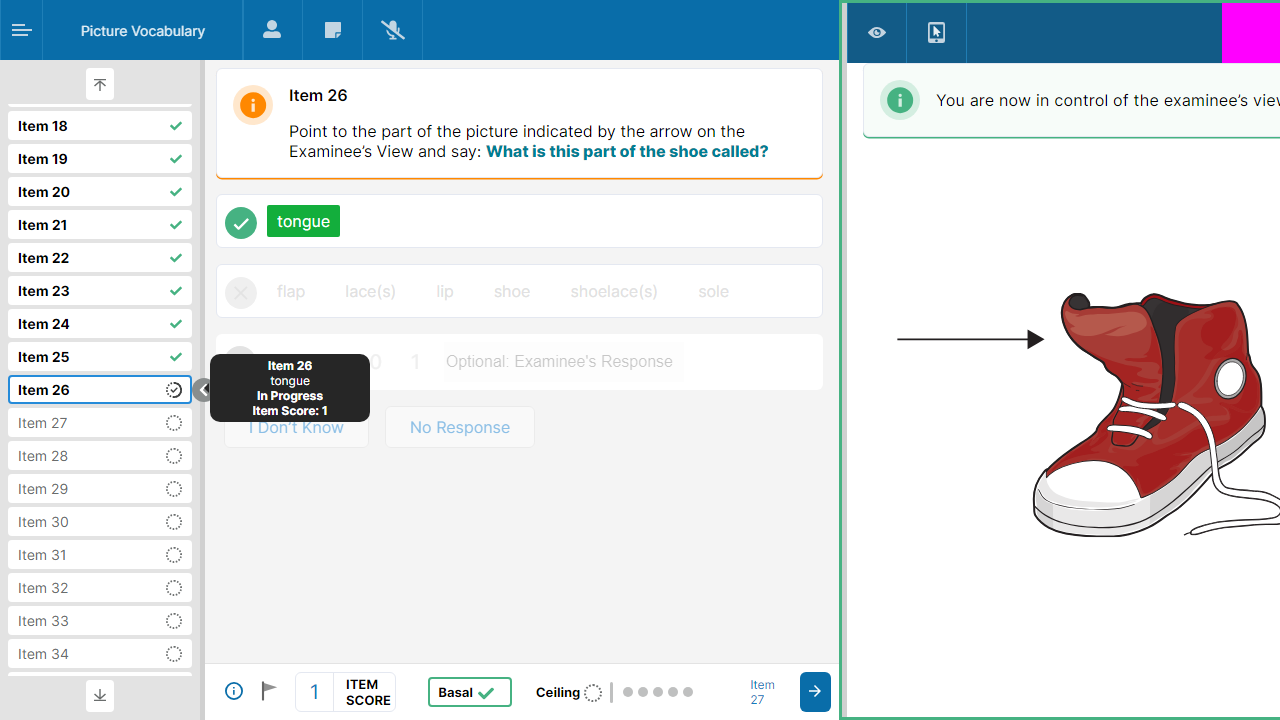 Picture Vocabulary
Item 18
Item 19
Item 20
Item 21
Item 22
Item 23
Item 24
Item 25
Item 26
Item 27
Item 28
Item 29
Item 30
Item 31
Item 32
Item 33
Item 34
Item 26
Point to the part of the picture indicated by the arrow on the
Examinee's View and say: What is this part of the shoe called?
tongue
flap lace(s) lip shoe shoelace(s) sole
0 1 Optional: Examinee's Response
Item 26
tongue
In Progress
Item Score: 1
I Don't Know No Response
1 ITEM
SCORE
Basal
Ceiling
Item
27
You are now in control of the examinee's view